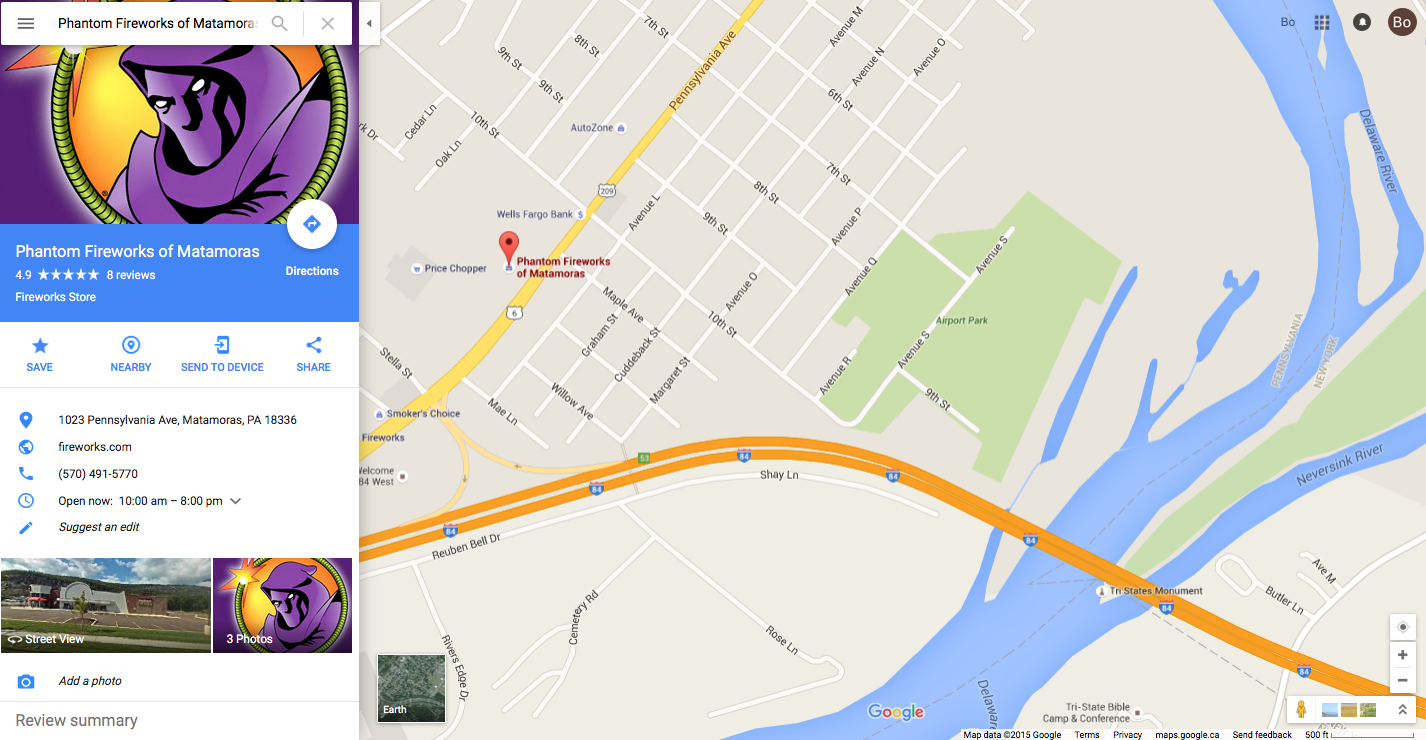 Phantom Fireworks of Matamoras
Phantom Fireworks of Matamoras
4.9
8 reviews
Directions
Fireworks Store
SAVE
NEARBY
SEND TO DEVICE
SHARE
1023 Pennsylvania Ave, Matamoras, PA 18336
fireworks.com
(570) 491-5770
Open now: 10:00 am – 8:00 pm
Suggest an edit
Street View
3 Photos
Add a photo
Review summary
Bo
Bo
7th St
8th St
9th St
9th St
10th St
Cedar Ln
Oak Ln
k Dr
Pennsylvania Ave
Avenue M
Avenue N
Avenue O
6th St
7th St
8th St
9th St
10th St
AutoZone
209
Wells Fargo Bank
Avenue L
Avenue P
Avenue Q
Avenue O
Price Chopper
Phantom Fireworks
of Matamoras
6
Maple Ave
Graham St
Cuddeback St
Margaret St
Stella St
Willow Ave
Mae Ln
Avenue R
Avenue S
Avenue S
9th St
Airport Park
Delaware River
PENNSYLVANIA
NEW YORK
Smoker's Choice
Fireworks
Welcome
84 West
53
84
84
84
84
84
84
84
Shay Ln
Reuben Bell Dr
Neversink River
Tri States Monument
Ave M
Butler Ln
Cemetery Rd
Rose Ln
Rivers Edge Dr
Delaware
Tri-State Bible
Camp & Conference
Earth
Google
Map data ©2015 Google
Terms
Privacy
maps.google.ca
Send feedback
500 ft